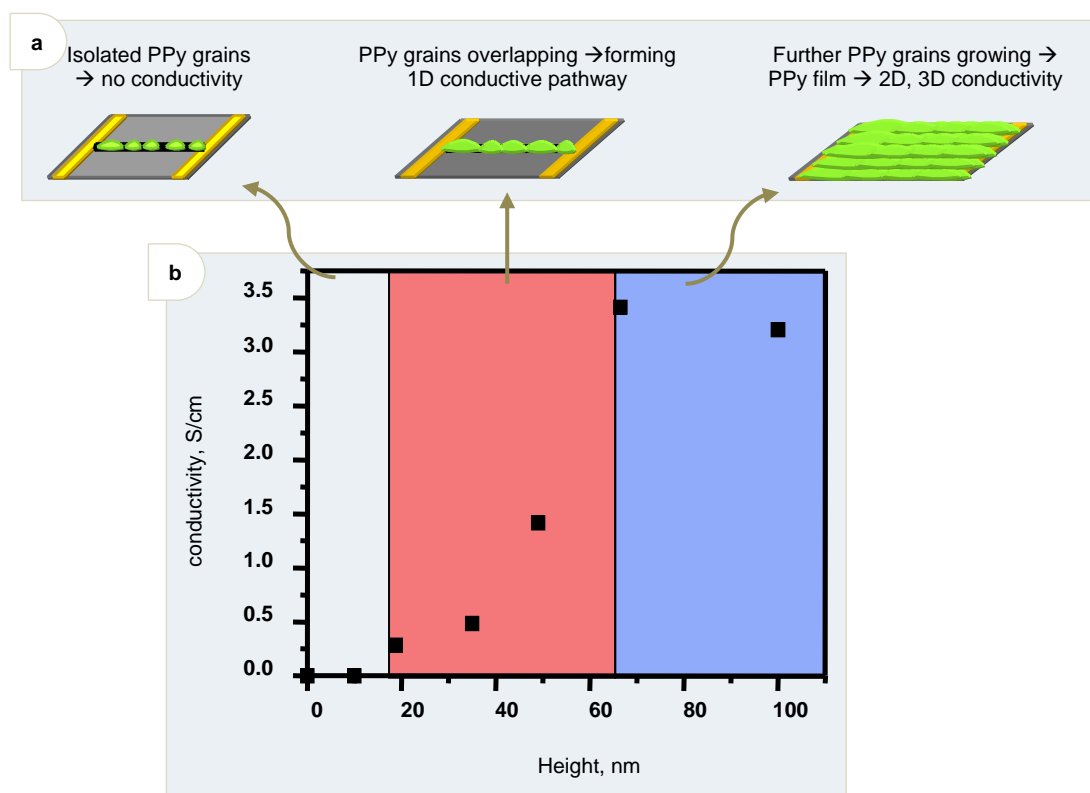 a
Isolated PPy grains
→ no conductivity
PPy grains overlapping →forming
1D conductive pathway
Further PPy grains growing →
PPy film → 2D, 3D conductivity
b
3.5
3.0
2.5
2.0
1.5
1.0
0.5
0.0
conductivity, S/cm
0 20 40 60 80 100
Height, nm